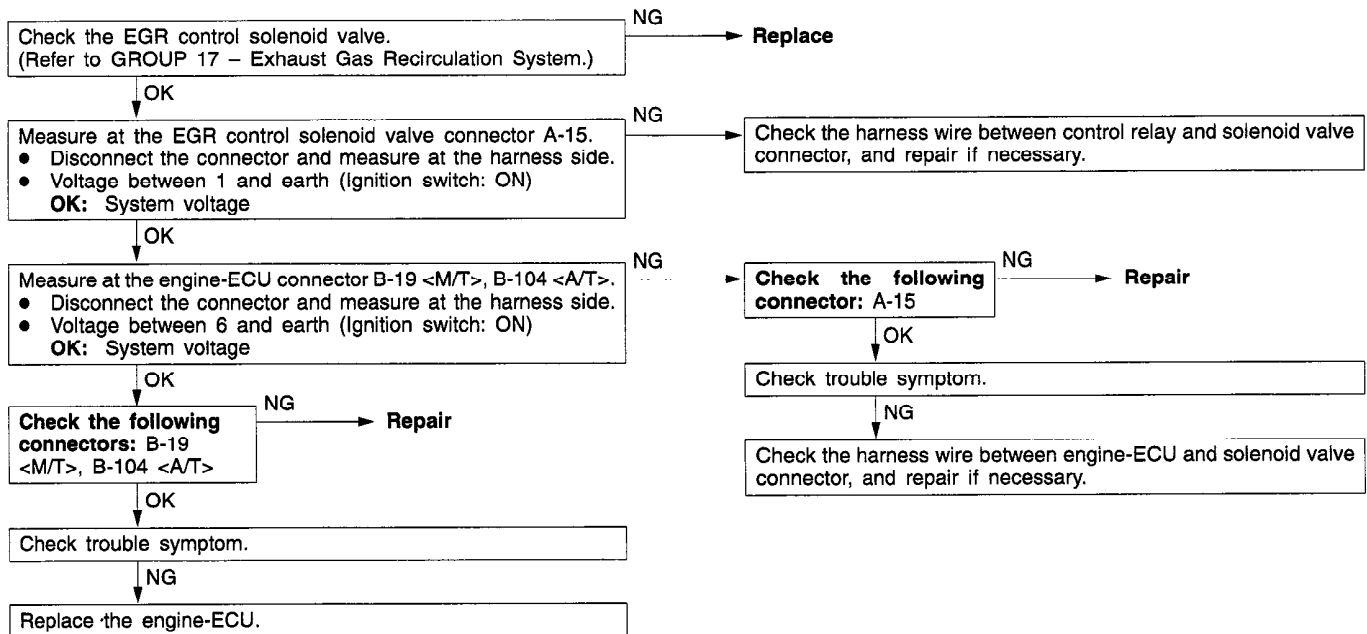 Check the EGR control solenoid valve.
(Refer to GROUP 17 – Exhaust Gas Recirculation System.)
NG
Replace
OK
Measure at the EGR control solenoid valve connector A-15.
● Disconnect the connector and measure at the harness side.
● Voltage between 1 and earth (Ignition switch: ON)
OK: System voltage
NG
Check the harness wire between control relay and solenoid valve
connector, and repair if necessary.
OK
Measure at the engine-ECU connector B-19 <M/T>, B-104 <A/T>.
● Disconnect the connector and measure at the harness side.
● Voltage between 6 and earth (Ignition switch: ON)
OK: System voltage
NG
Check the following
connector: A-15
NG
Repair
OK
Check trouble symptom.
NG
Check the harness wire between engine-ECU and solenoid valve
connector, and repair if necessary.
OK
Check the following
connectors: B-19
<M/T>, B-104 <A/T>
NG
Repair
OK
Check trouble symptom.
NG
Replace the engine-ECU.